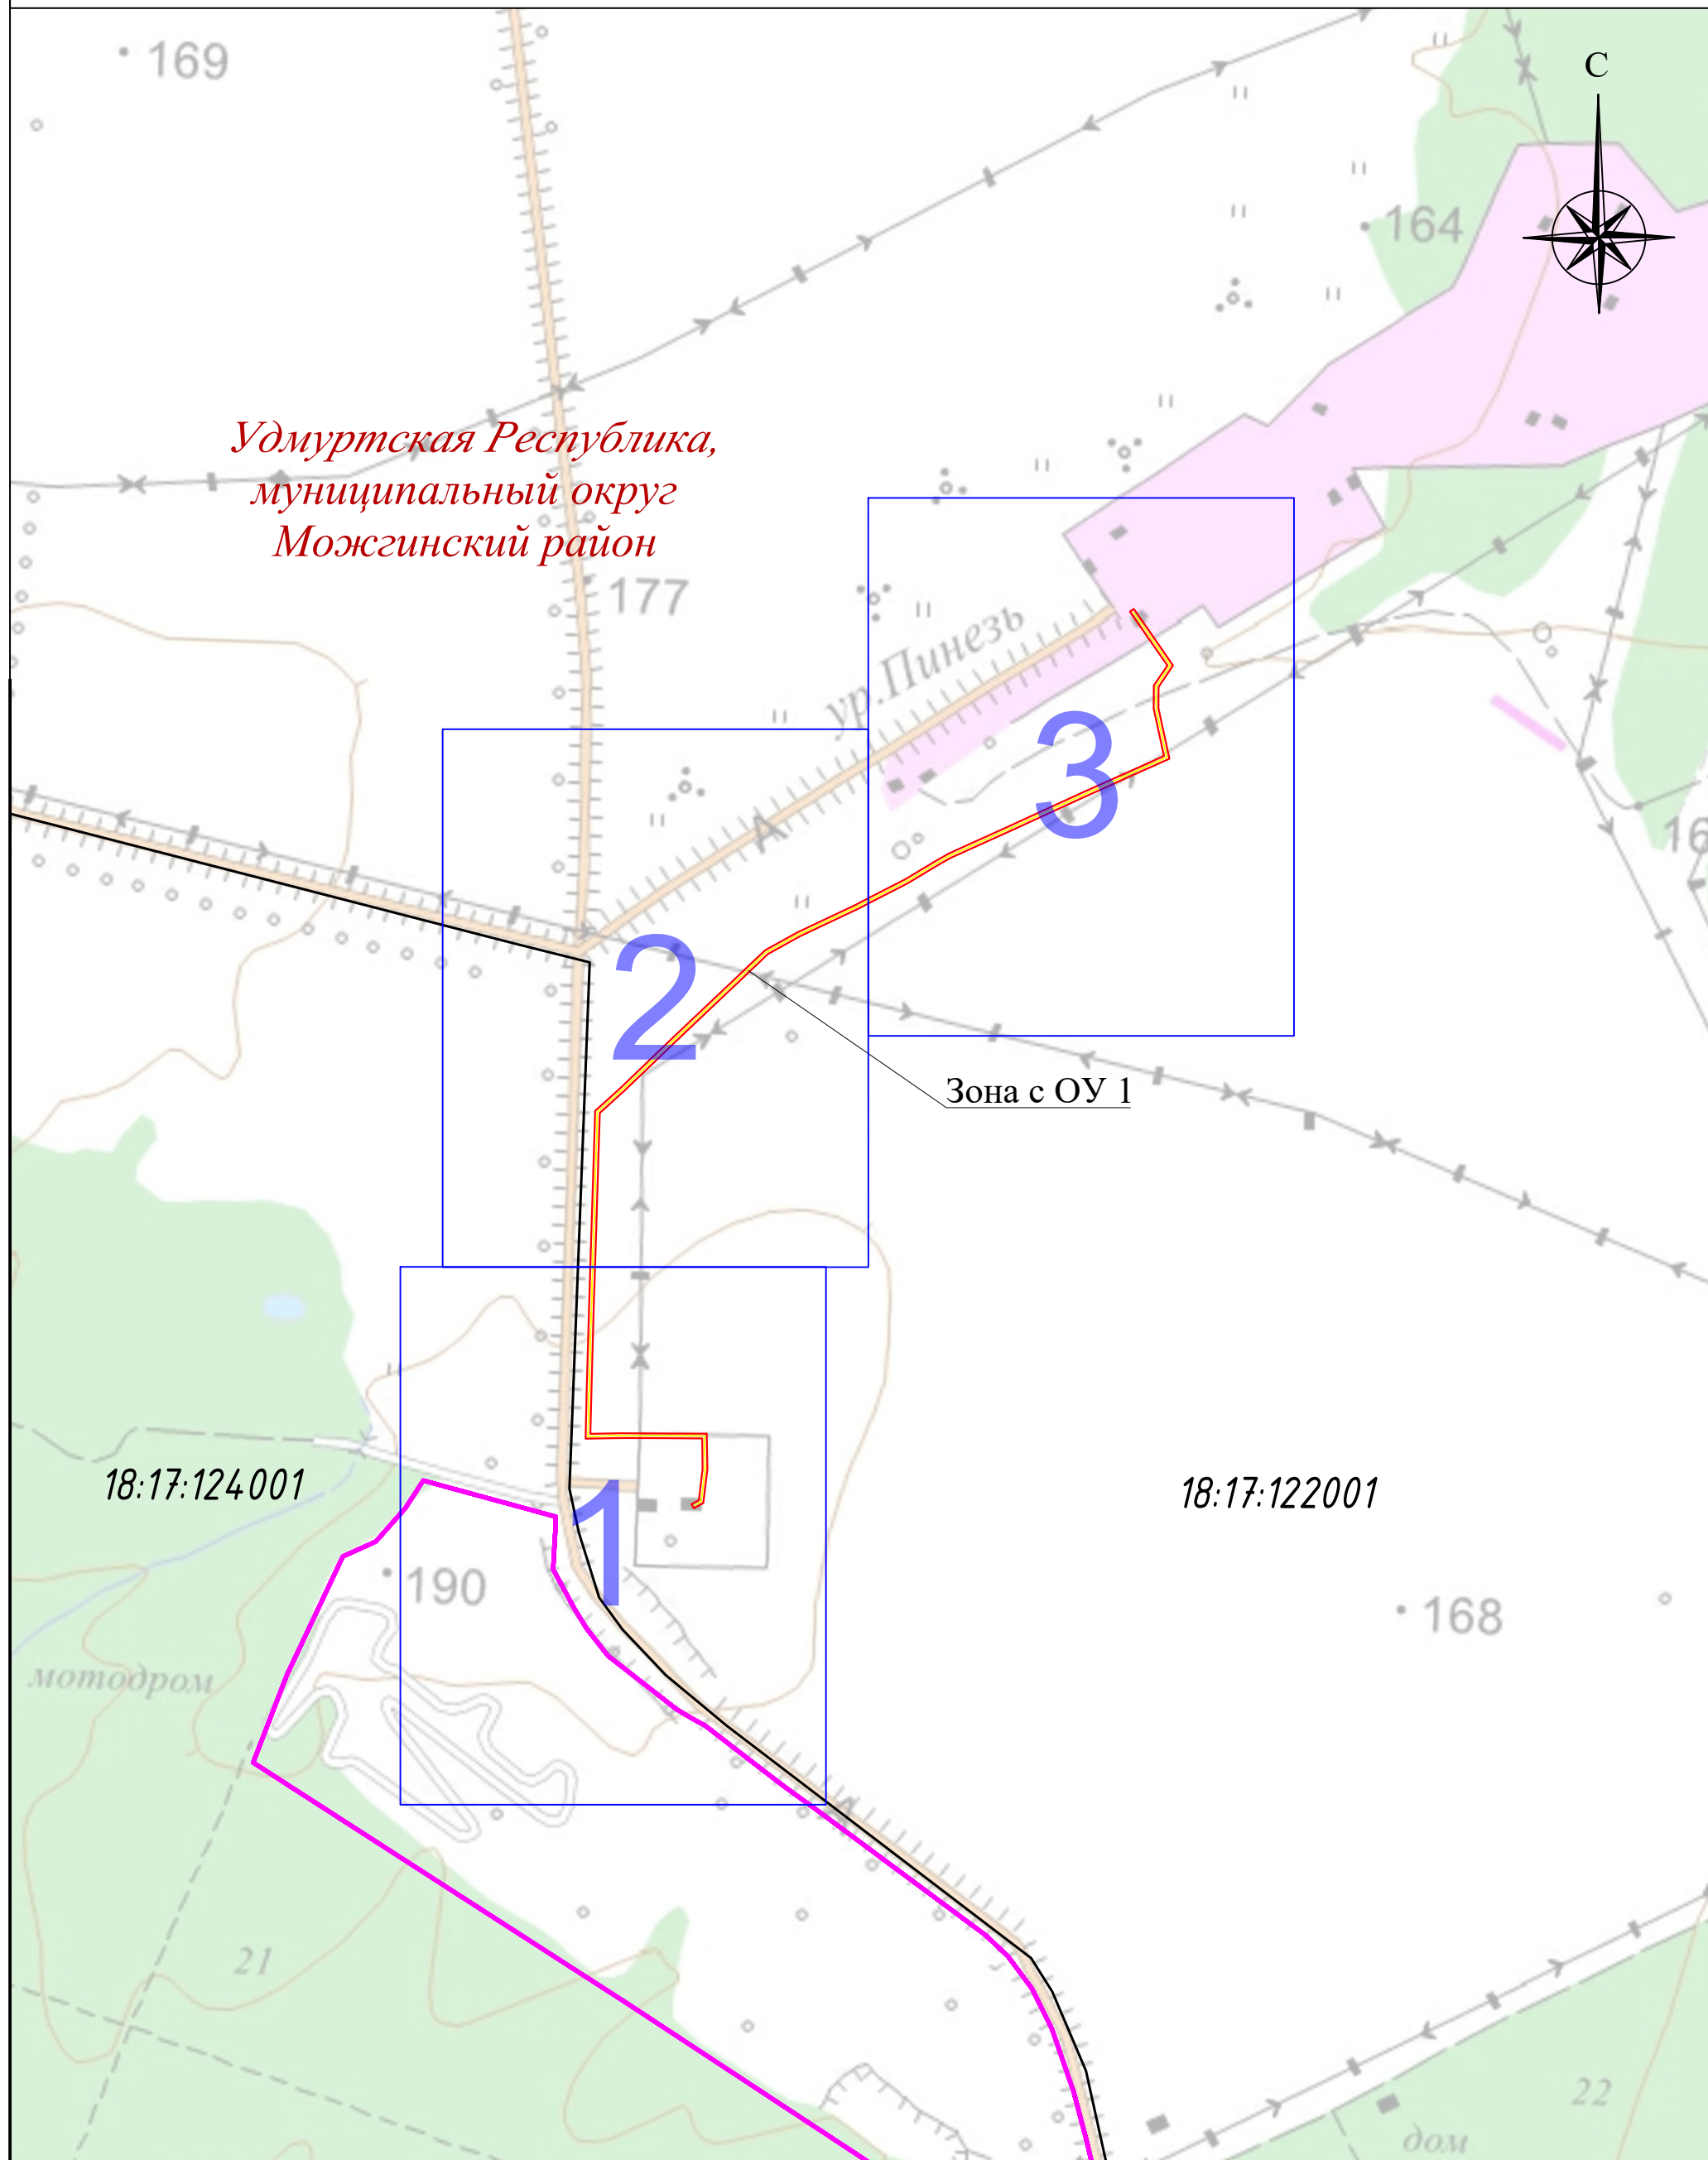 169
С
164
Удмуртская Республика,
муниципальный округ
Можгинский район
177
ур.Пинезь
3
А
2
Зона с ОУ 1
18:17:124001
18:17:122001
1
190
168
мотодром
А
21
22
дом